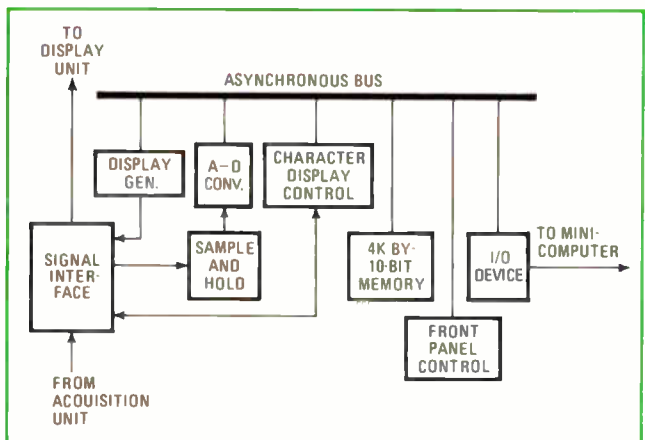 TO
DISPLAY
UNIT
ASYNCHRONOUS BUS
DISPLAY
GEN.
A-D
CONV.
CHARACTER
DISPLAY
CONTROL
SIGNAL
INTER-
FACE
SAMPLE
AND
HOLD
4K BY-
10-BIT
MEMORY
I/O
DEVICE
TO MINI-
COMPUTER
FRONT
PANEL
CONTROL
FROM
ACQUISITION
UNIT